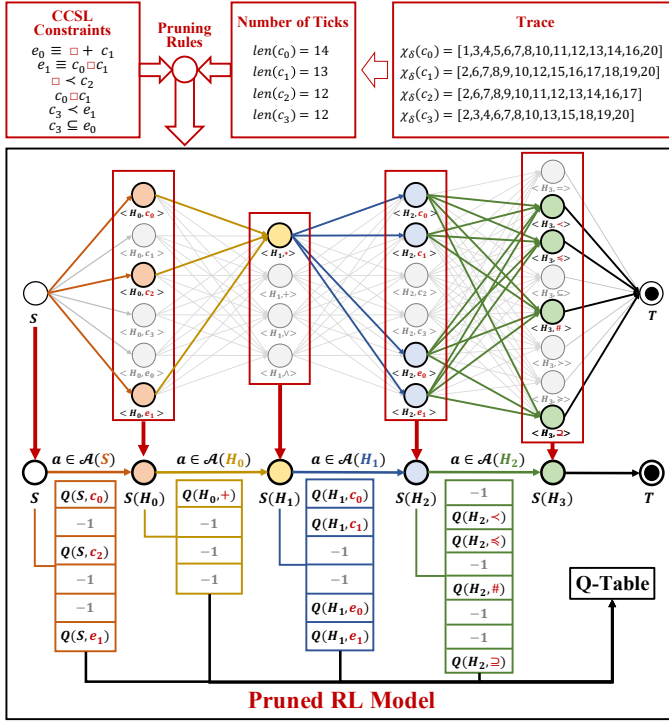 CCSL
Constraints
e₀ ≡ □ + c₁
e₁ ≡ c₀□c₁
□ ≺ c₂
c₀□c₁
c₃ ≺ e₁
c₃ ⊆ e₀
Pruning
Rules
Number of Ticks
len(c₀) = 14
len(c₁) = 13
len(c₂) = 12
len(c₃) = 12
Trace
χδ(c₀) = [1,3,4,5,6,7,8,10,11,12,13,14,16,20]
χδ(c₁) = [2,6,7,8,9,10,12,15,16,17,18,19,20]
χδ(c₂) = [2,6,7,8,9,10,11,12,13,14,16,17]
χδ(c₃) = [2,3,4,6,7,8,10,13,15,18,19,20]
S
< H₀, c₀ >
< H₀, c₁ >
< H₀, c₂ >
< H₀, c₃ >
< H₀, e₀ >
< H₀, e₁ >
< H₁, * >
< H₁, + >
< H₁, ∨ >
< H₁, ∧ >
< H₂, c₀ >
< H₂, c₁ >
< H₂, c₂ >
< H₂, c₃ >
< H₂, e₀ >
< H₂, e₁ >
< H₃, = >
< H₃, ≺ >
< H₃, ≼ >
< H₃, ⊆ >
< H₃, # >
< H₃, ≻ >
< H₃, ≽ >
< H₃, ⊇ >
T
a ∈ 𝒜(S)
a ∈ 𝒜(H₀)
a ∈ 𝒜(H₁)
a ∈ 𝒜(H₂)
S
S(H₀)
S(H₁)
S(H₂)
S(H₃)
T
Q(S, c₀)
−1
Q(S, c₂)
−1
−1
Q(S, e₁)
Q(H₀, +)
−1
−1
−1
Q(H₁, c₀)
Q(H₁, c₁)
−1
−1
Q(H₁, e₀)
Q(H₁, e₁)
−1
Q(H₂, ≺)
Q(H₂, ≼)
−1
Q(H₂, #)
−1
−1
Q(H₂, ⊇)
Q-Table
Pruned RL Model